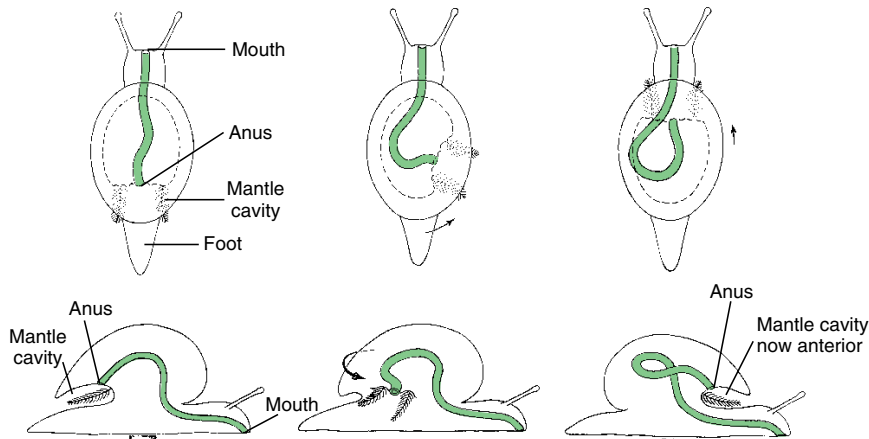 Mouth
Anus
Mantle
cavity
Foot
Anus
Mantle
cavity
Mouth
Anus
Mantle cavity
now anterior